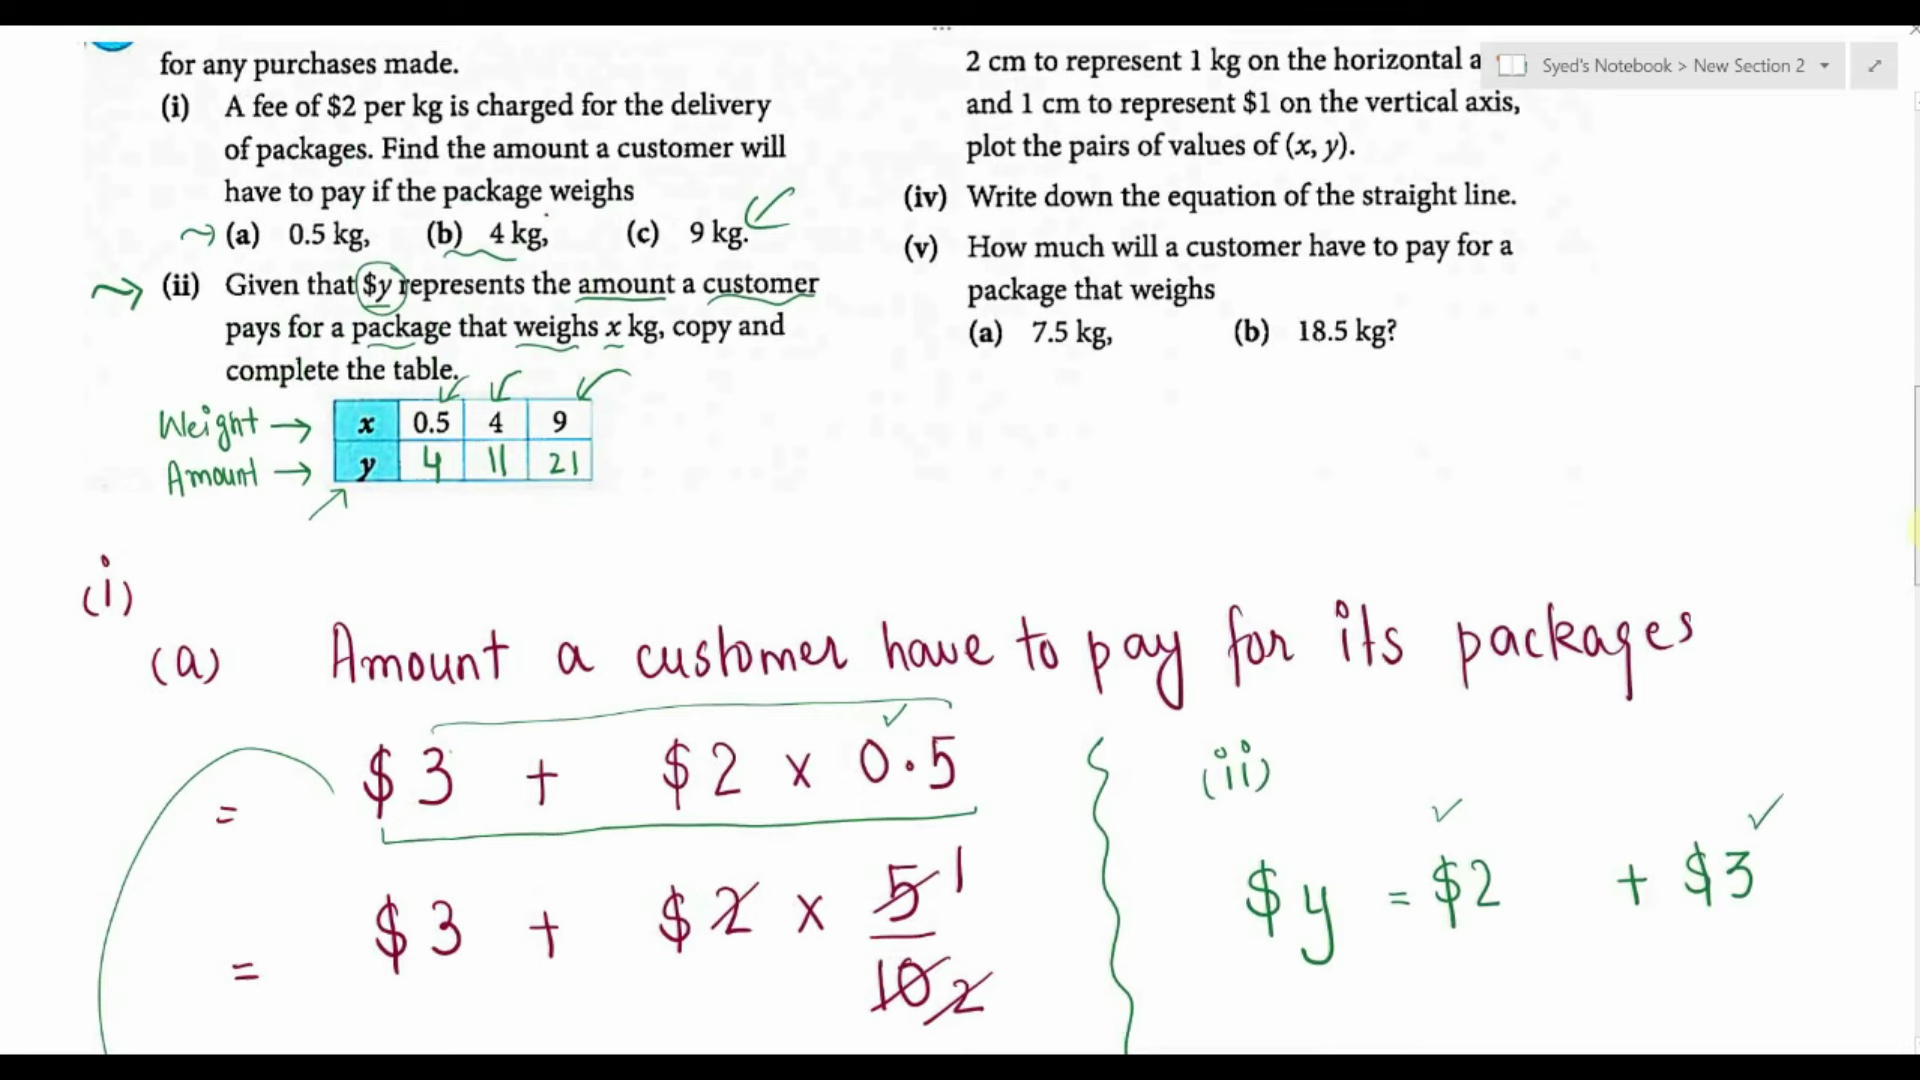 for any purchases made.
(i) A fee of $2 per kg is charged for the delivery
of packages. Find the amount a customer will
have to pay if the package weighs
(a) 0.5 kg, (b) 4 kg, (c) 9 kg.
(ii) Given that $y represents the amount a customer
pays for a package that weighs x kg, copy and
complete the table.
Weight → x 0.5 4 9
Amount → y 4 11 21
2 cm to represent 1 kg on the horizontal a
and 1 cm to represent $1 on the vertical axis,
plot the pairs of values of (x, y).
(iv) Write down the equation of the straight line.
(v) How much will a customer have to pay for a
package that weighs
(a) 7.5 kg, (b) 18.5 kg?
Syed's Notebook > New Section 2
(i)
(a) Amount a customer have to pay for its packages
= $3 + $2 x 0.5
= $3 + $2 x 5 1
10 2
(ii)
$y = $2 + $3